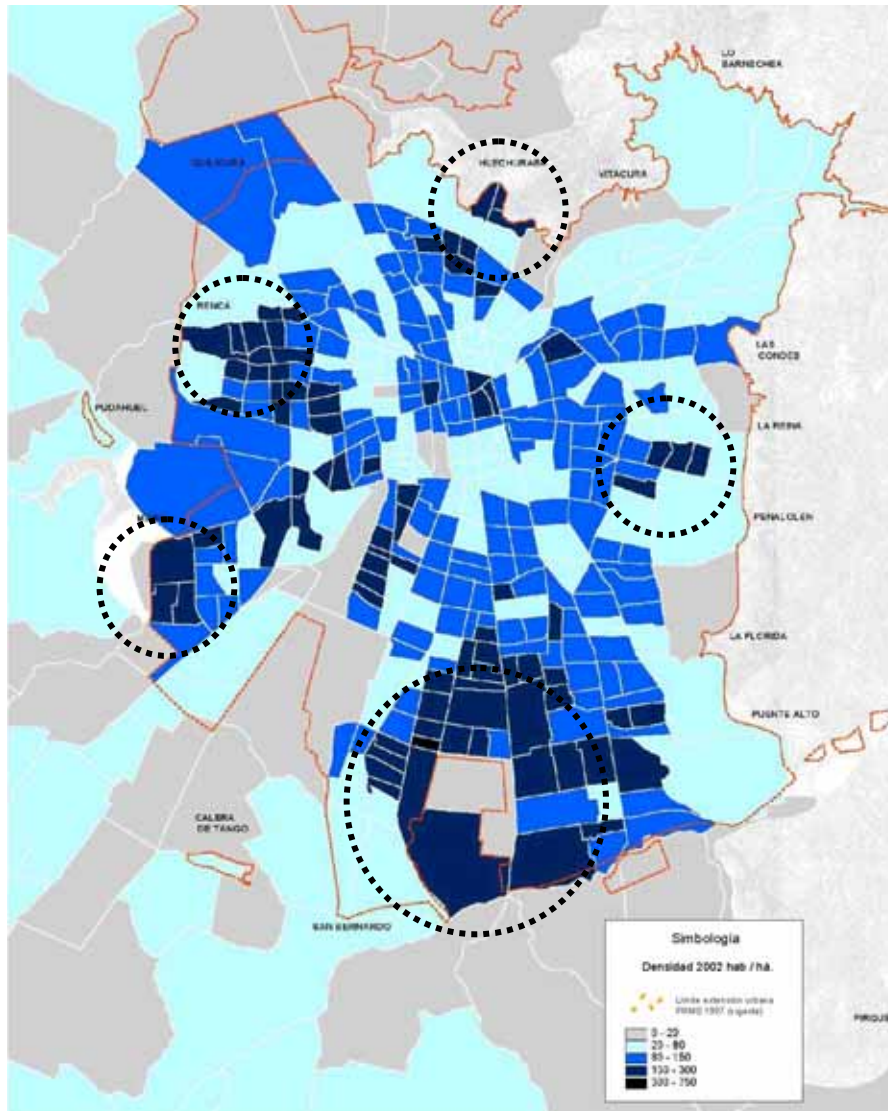 LO
BARNECHEA
QUILICURA
HUECHURABA
VITACURA
RENCA
LAS
CONDCE
PUDAHUEL
LA REINA
PEÑALOLEN
LA FLORIDA
PUENTE ALTO
CALERA
DE TANGO
SAN BERNARDO
Simbología
Densidad 2002 hab / há.
Límite extensión urbana
PRMS 1997 (vigente)
0 - 20
20 - 80
80 - 150
150 - 300
300 - 750
PIRQUE